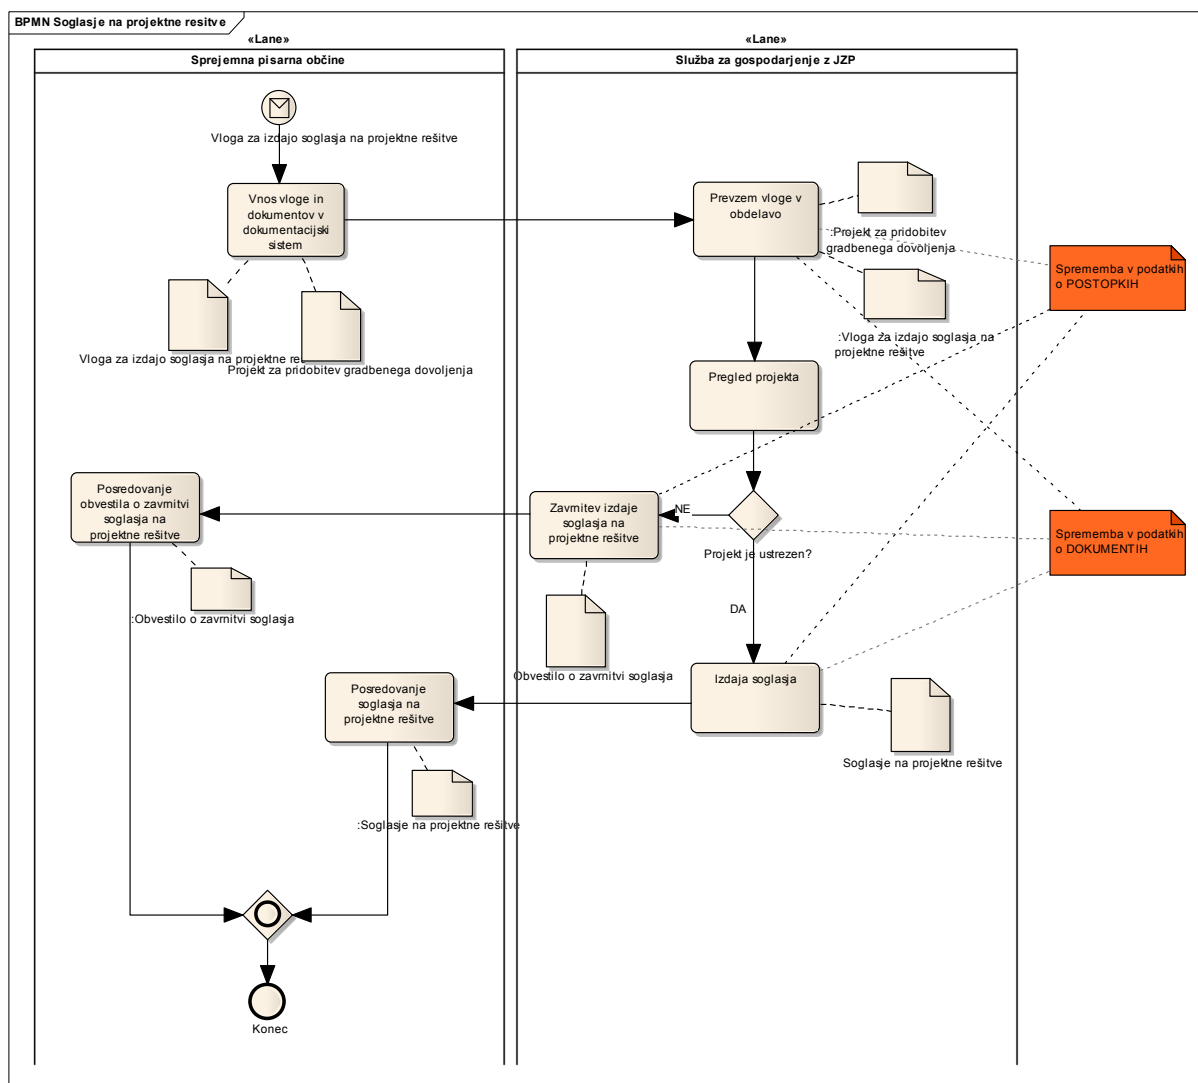 BPMN Soglasje na projektne resitve
«Lane»
Sprejemna pisarna občine
«Lane»
Služba za gospodarjenje z JZP
Vloga za izdajo soglasja na projektne rešitve
Vnos vloge in
dokumentov v
dokumentacijski
sistem
Vloga za izdajo soglasja na projektne
Projekt za pridobitev gradbenega dovoljenja
Prevzem vloge v
obdelavo
:Projekt za pridobitev
gradbenega dovoljenja
:Vloga za izdajo soglasja na
projektne rešitve
Sprememba v podatkih
o POSTOPKIH
Pregled projekta
Projekt je ustrezen?
NE
DA
Zavrnitev izdaje
soglasja na
projektne rešitve
Obvestilo o zavrnitvi soglasja
Posredovanje
obvestila o zavrnitvi
soglasja na
projektne rešitve
:Obvestilo o zavrnitvi soglasja
Sprememba v podatkih
o DOKUMENTIH
Izdaja soglasja
Soglasje na projektne rešitve
Posredovanje
soglasja na
projektne rešitve
:Soglasje na projektne rešitve
Konec